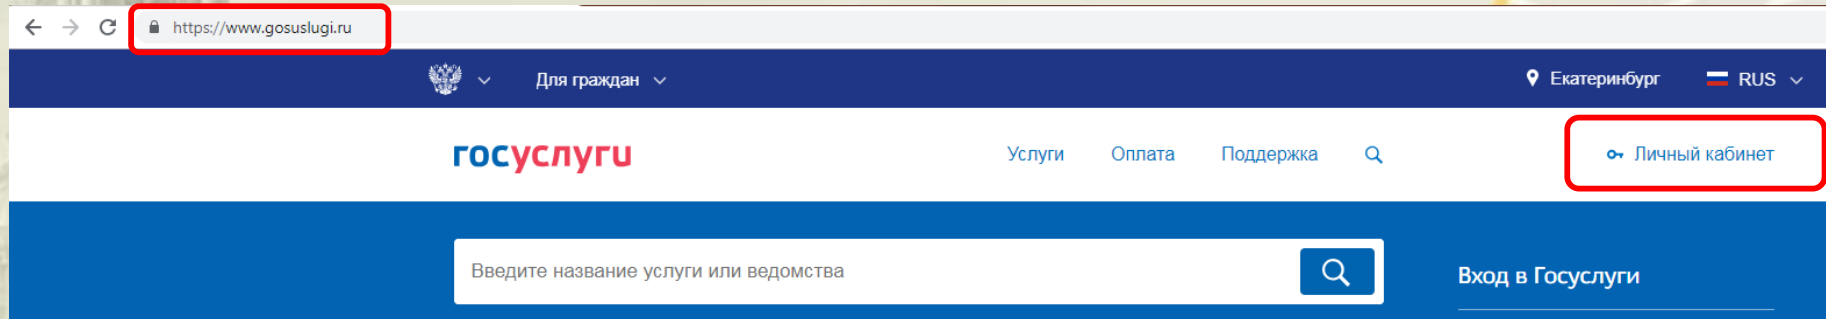 https://www.gosuslugi.ru
Для граждан
Екатеринбург
RUS
госуслуги
Услуги
Оплата
Поддержка
Личный кабинет
Введите название услуги или ведомства
Вход в Госуслуги